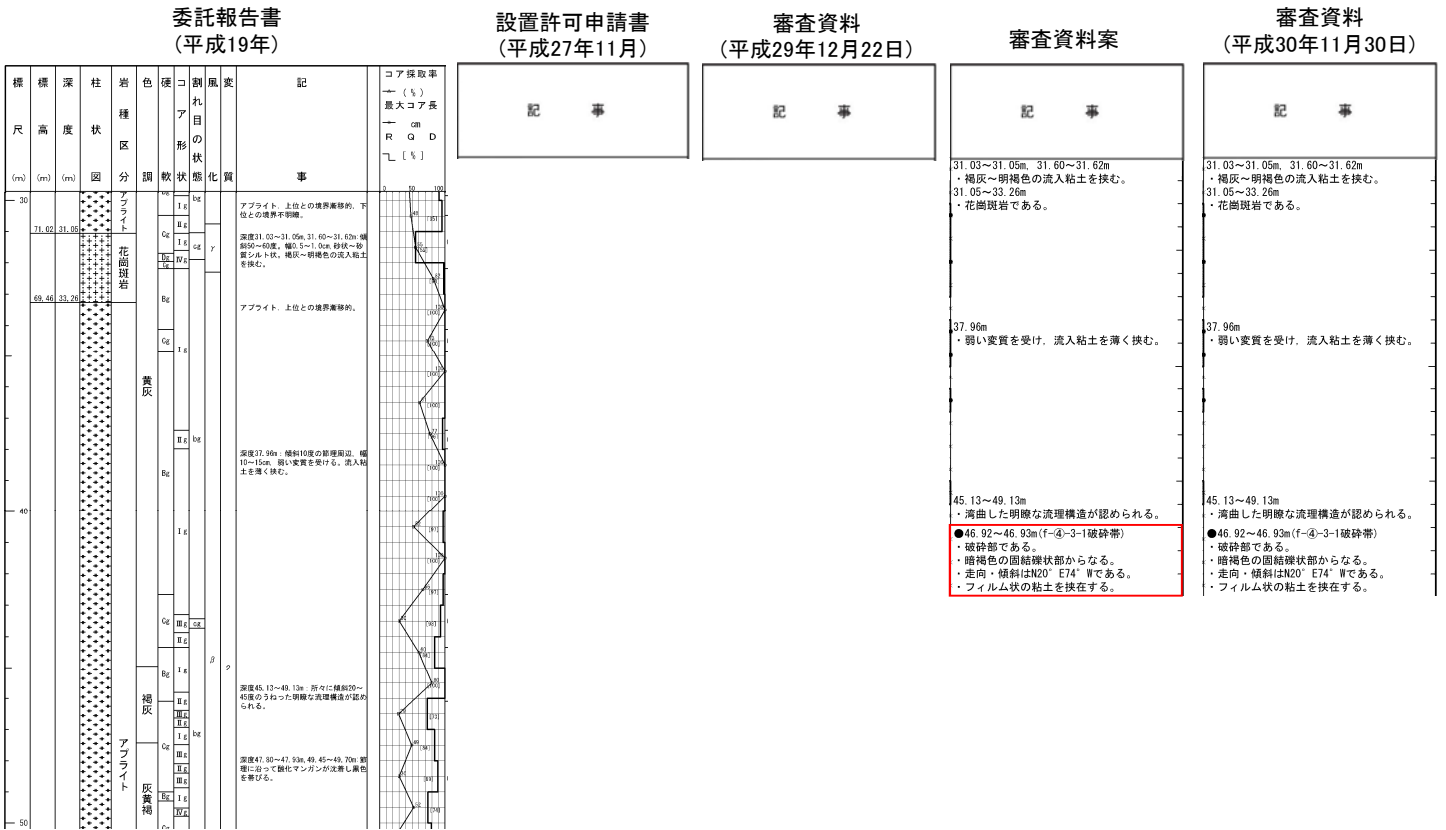 委託報告書
(平成19年)
設置許可申請書
(平成27年11月)
審査資料
(平成29年12月22日)
審査資料案
審査資料
(平成30年11月30日)
標尺(m)
標高(m)
深度(m)
柱状図
岩種区分
色調
硬軟
コア形状
割れ目の状態
風化
変質
記事
コア採取率
(%)
最大コア長
cm
R Q D
[%]
0 50 100
30
40
50
71.02 31.05
69.46 33.26
アプライト
花崗斑岩
アプライト
黄灰
褐灰
灰黄褐
アプライト. 上位との境界漸移的, 下
位との境界不明瞭。
深度31.03～31.05m, 31.60～31.62m: 傾
斜50～60度。幅0.5～1.0cm, 砂状～砂
質シルト状。褐灰～明褐色の流入粘土
を挟む。
アプライト. 上位との境界漸移的。
深度37.96m：傾斜10度の節理周辺. 幅
10～15cm, 弱い変質を受ける。流入粘
土を薄く挟む。
深度45.13～49.13m：所々に傾斜20～
45度のうねった明瞭な流理構造が認め
られる。
深度47.80～47.93m, 49.45～49.70m: 節
理に沿って酸化マンガンが沈着し黒色
を帯びる。
記 事
記 事
記 事
31.03～31.05m, 31.60～31.62m
・褐灰～明褐色の流入粘土を挟む。
31.05～33.26m
・花崗斑岩である。
37.96m
・弱い変質を受け, 流入粘土を薄く挟む。
45.13～49.13m
・湾曲した明瞭な流理構造が認められる。
●46.92～46.93m(f-④-3-1破砕帯)
・破砕部である。
・暗褐色の固結礫状部からなる。
・走向・傾斜はN20°E74°Wである。
・フィルム状の粘土を挟在する。
記 事
31.03～31.05m, 31.60～31.62m
・褐灰～明褐色の流入粘土を挟む。
31.05～33.26m
・花崗斑岩である。
37.96m
・弱い変質を受け, 流入粘土を薄く挟む。
45.13～49.13m
・湾曲した明瞭な流理構造が認められる。
●46.92～46.93m(f-④-3-1破砕帯)
・破砕部である。
・暗褐色の固結礫状部からなる。
・走向・傾斜はN20°E74°Wである。
・フィルム状の粘土を挟在する。